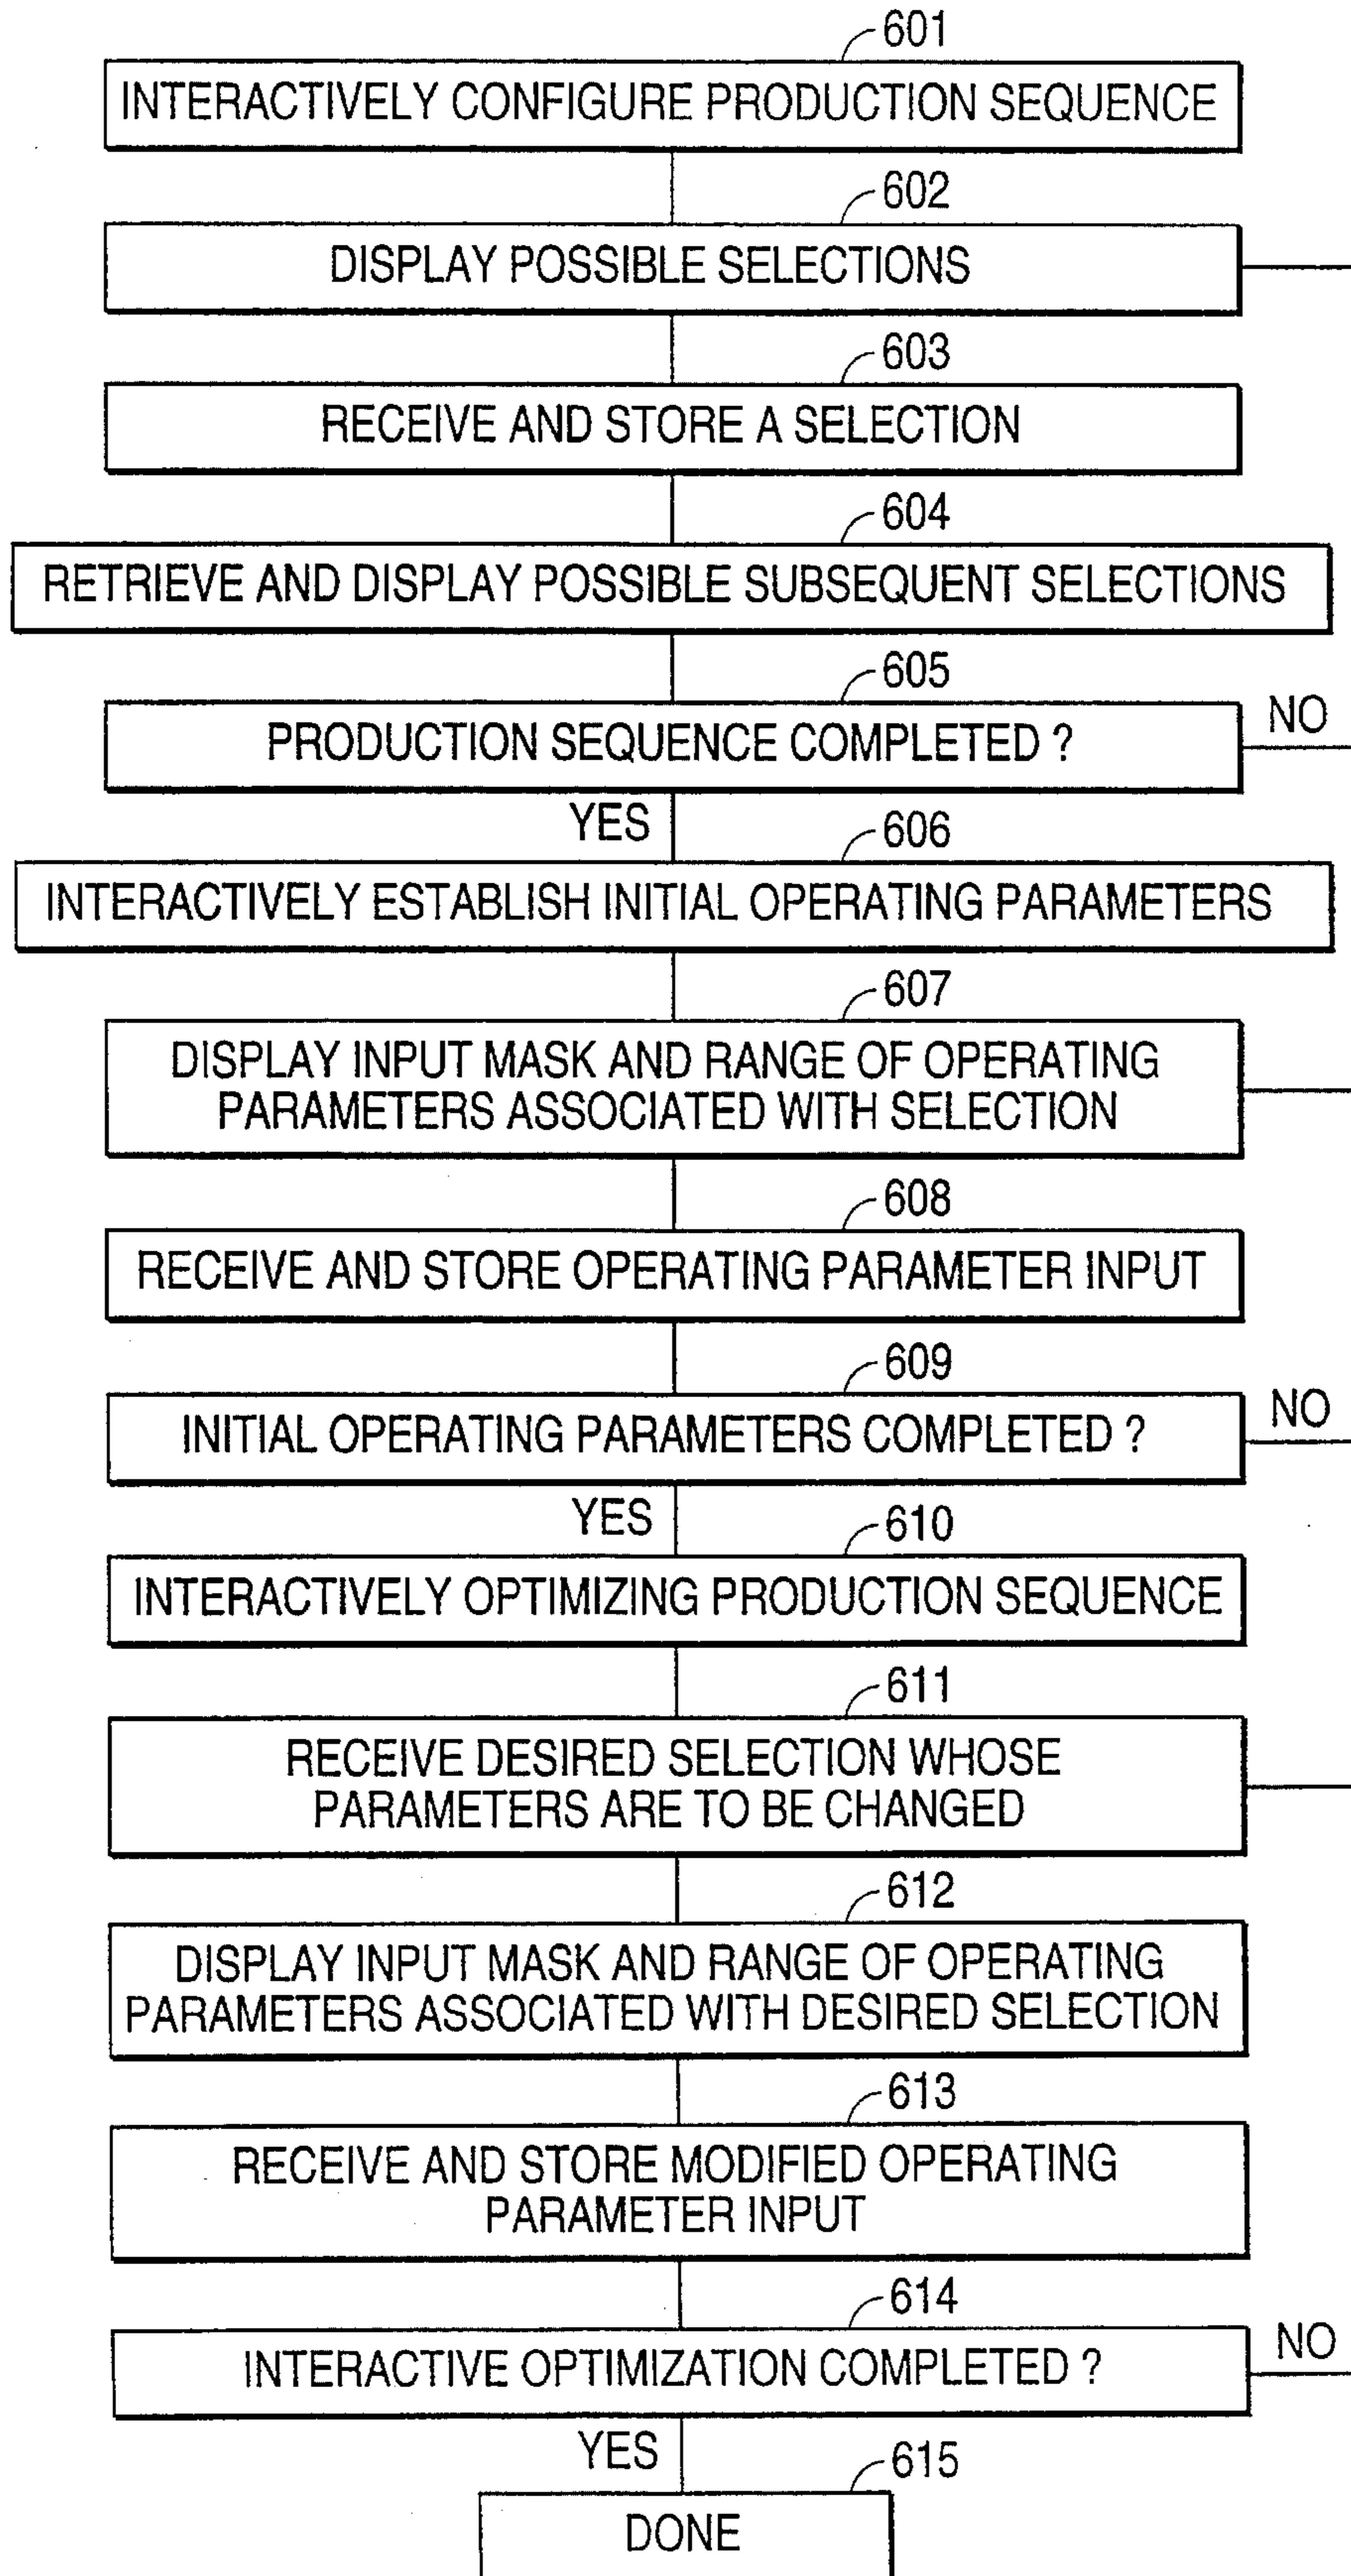 601
INTERACTIVELY CONFIGURE PRODUCTION SEQUENCE
602
DISPLAY POSSIBLE SELECTIONS
603
RECEIVE AND STORE A SELECTION
604
RETRIEVE AND DISPLAY POSSIBLE SUBSEQUENT SELECTIONS
605
PRODUCTION SEQUENCE COMPLETED ?
NO
YES
606
INTERACTIVELY ESTABLISH INITIAL OPERATING PARAMETERS
607
DISPLAY INPUT MASK AND RANGE OF OPERATING
PARAMETERS ASSOCIATED WITH SELECTION
608
RECEIVE AND STORE OPERATING PARAMETER INPUT
609
INITIAL OPERATING PARAMETERS COMPLETED ?
NO
YES
610
INTERACTIVELY OPTIMIZING PRODUCTION SEQUENCE
611
RECEIVE DESIRED SELECTION WHOSE
PARAMETERS ARE TO BE CHANGED
612
DISPLAY INPUT MASK AND RANGE OF OPERATING
PARAMETERS ASSOCIATED WITH DESIRED SELECTION
613
RECEIVE AND STORE MODIFIED OPERATING
PARAMETER INPUT
614
INTERACTIVE OPTIMIZATION COMPLETED ?
NO
YES
615
DONE